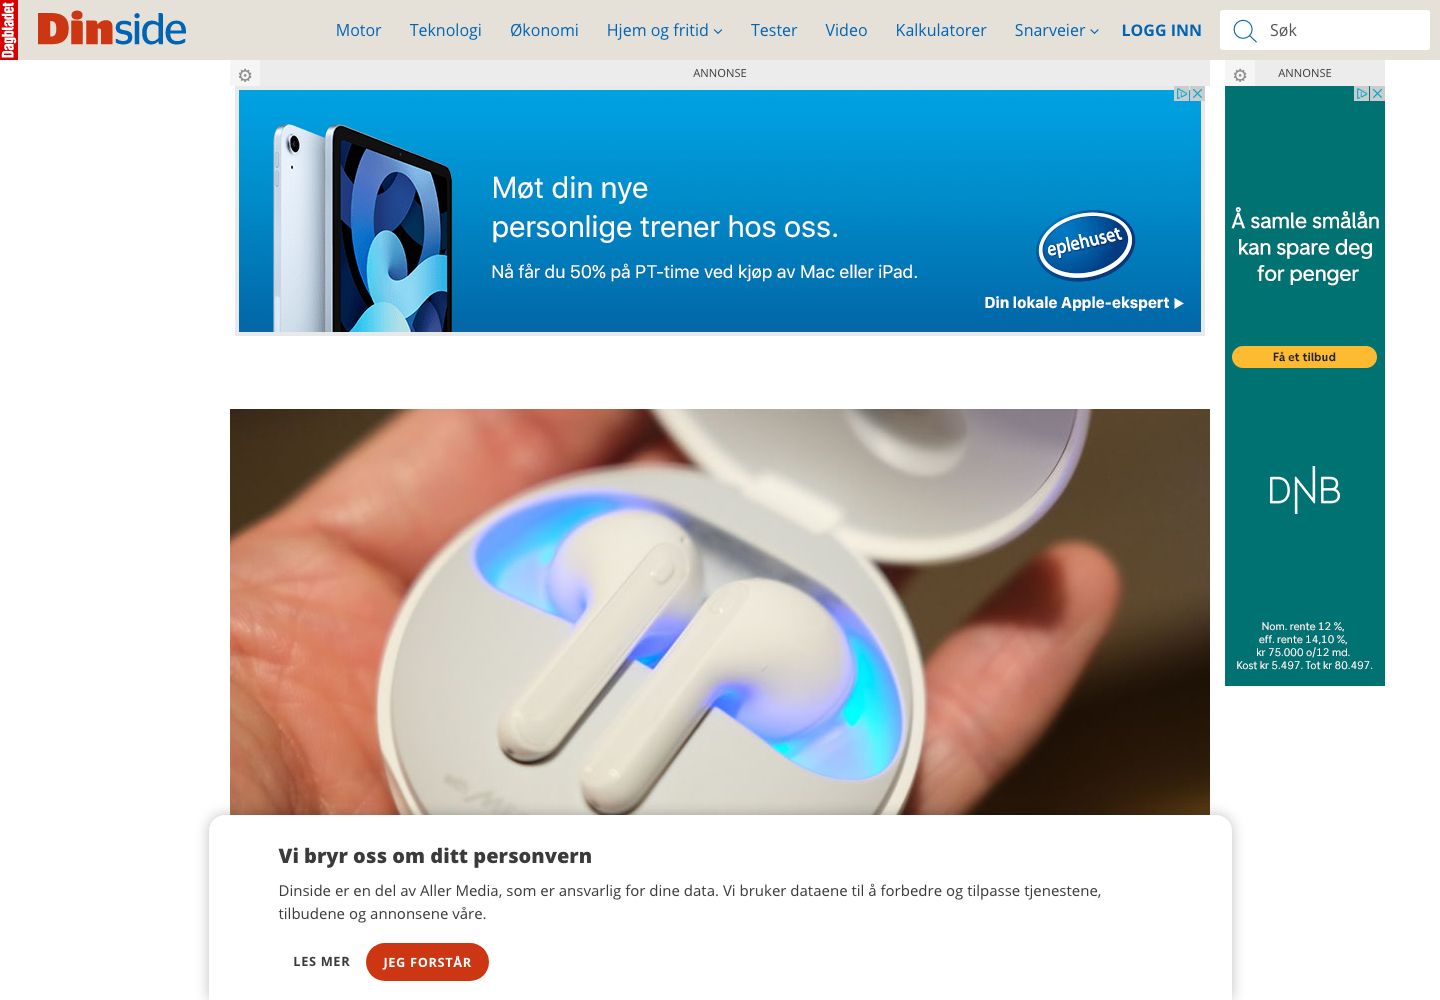 Dagbladet
Dinside
Motor
Teknologi
Økonomi
Hjem og fritid
Tester
Video
Kalkulatorer
Snarveier
LOGG INN
Søk
ANNONSE
ANNONSE
Møt din nye
personlige trener hos oss.
Nå får du 50% på PT-time ved kjøp av Mac eller iPad.
eplehuset
Din lokale Apple-ekspert
Å samle smålån
kan spare deg
for penger
Få et tilbud
DNB
Nom. rente 12 %,
eff. rente 14,10 %,
kr 75.000 o/12 md.
Kost kr 5.497. Tot kr 80.497.
Vi bryr oss om ditt personvern
Dinside er en del av Aller Media, som er ansvarlig for dine data. Vi bruker dataene til å forbedre og tilpasse tjenestene,
tilbudene og annonsene våre.
LES MER
JEG FORSTÅR